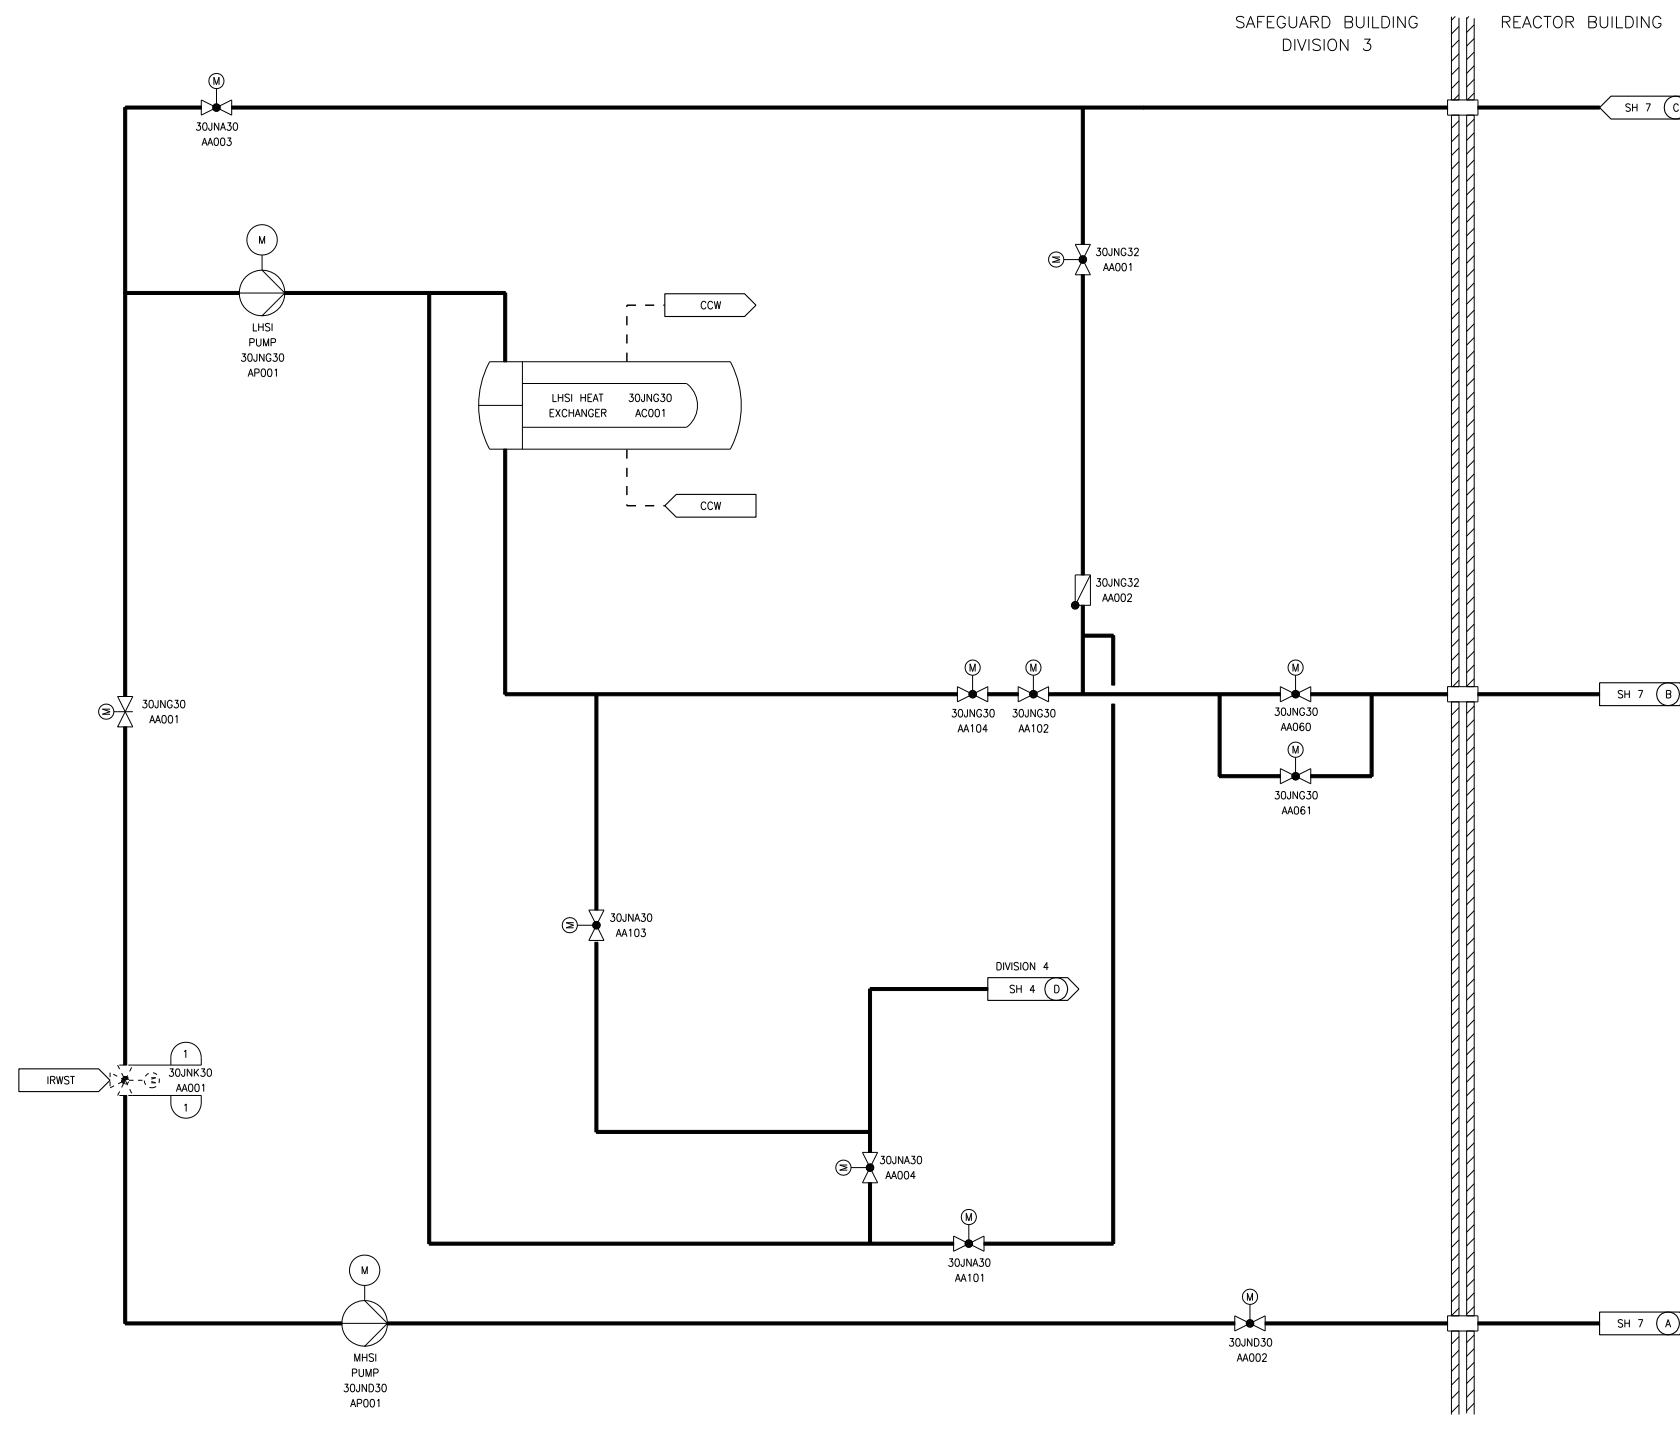 SAFEGUARD BUILDING
DIVISION 3
REACTOR BUILDING
M
30JNA30
AA003
SH 7 C
M
LHSI
PUMP
30JNG30
AP001
M
30JNG32
AA001
CCW
LHSI HEAT
EXCHANGER
30JNG30
AC001
CCW
30JNG32
AA002
M
30JNG30
AA104
M
30JNG30
AA102
M
30JNG30
AA060
SH 7 B
M
30JNG30
AA001
M
30JNG30
AA061
M
30JNA30
AA103
DIVISION 4
SH 4 D
IRWST
1
M
30JNK30
AA001
1
M
30JNA30
AA004
M
30JNA30
AA101
M
MHSI
PUMP
30JND30
AP001
M
30JND30
AA002
SH 7 A